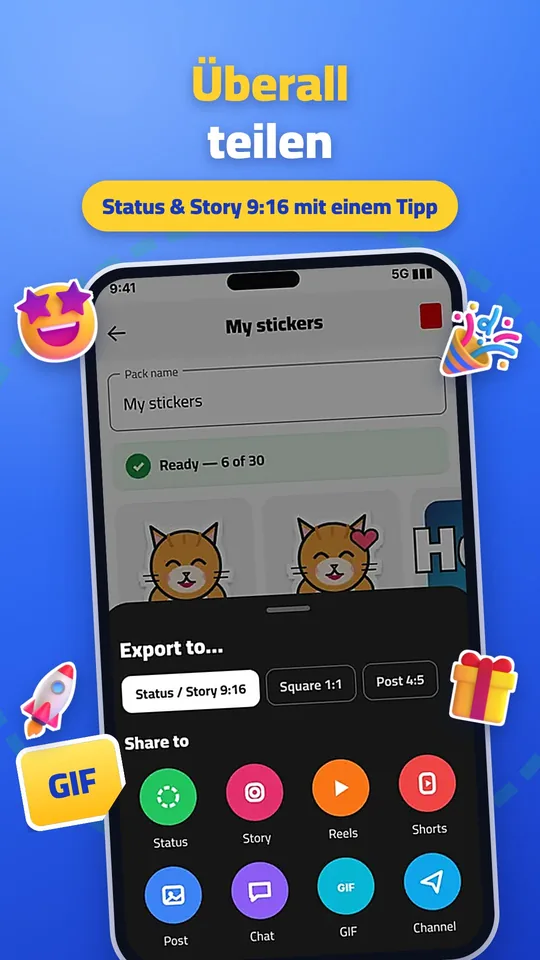 Überall
teilen
Status & Story 9:16 mit einem Tipp
9:41
5G
My stickers
Pack name
My stickers
Ready — 6 of 30
Export to...
Status / Story 9:16
Square 1:1
Post 4:5
Share to
GIF
Status
Story
Reels
Shorts
GIF
Post
Chat
GIF
Channel